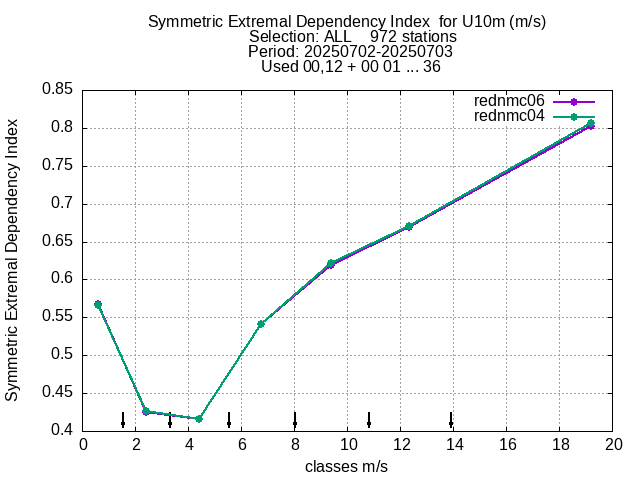 Symmetric Extremal Dependency Index  for U10m (m/s)
Selection: ALL    972 stations
Period: 20250702-20250703
Used 00,12 + 00 01 ... 36
rednmc06
rednmc04
Symmetric Extremal Dependency Index
0.85
0.8
0.75
0.7
0.65
0.6
0.55
0.5
0.45
0.4
0 2 4 6 8 10 12 14 16 18 20
classes m/s